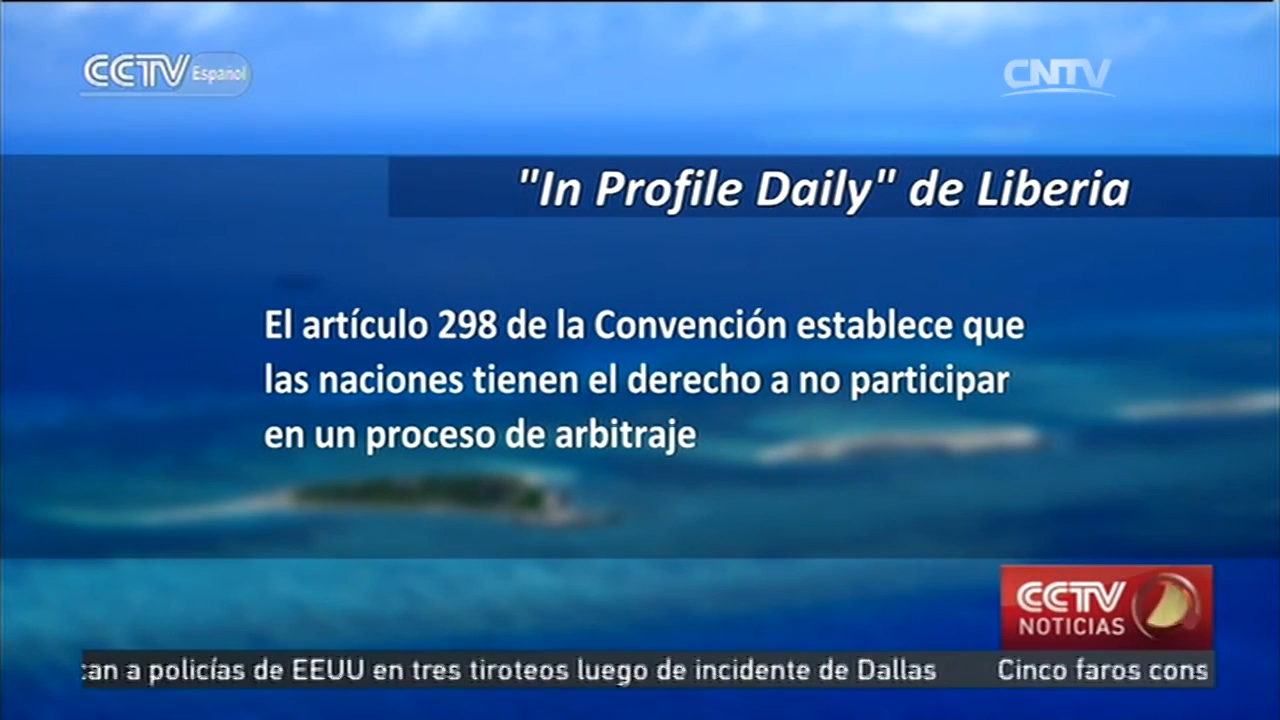 CCTV Español
CNTV
"In Profile Daily" de Liberia
El artículo 298 de la Convención establece que
las naciones tienen el derecho a no participar
en un proceso de arbitraje
CCTV
NOTICIAS
can a policías de EEUU en tres tiroteos luego de incidente de Dallas
Cinco faros cons